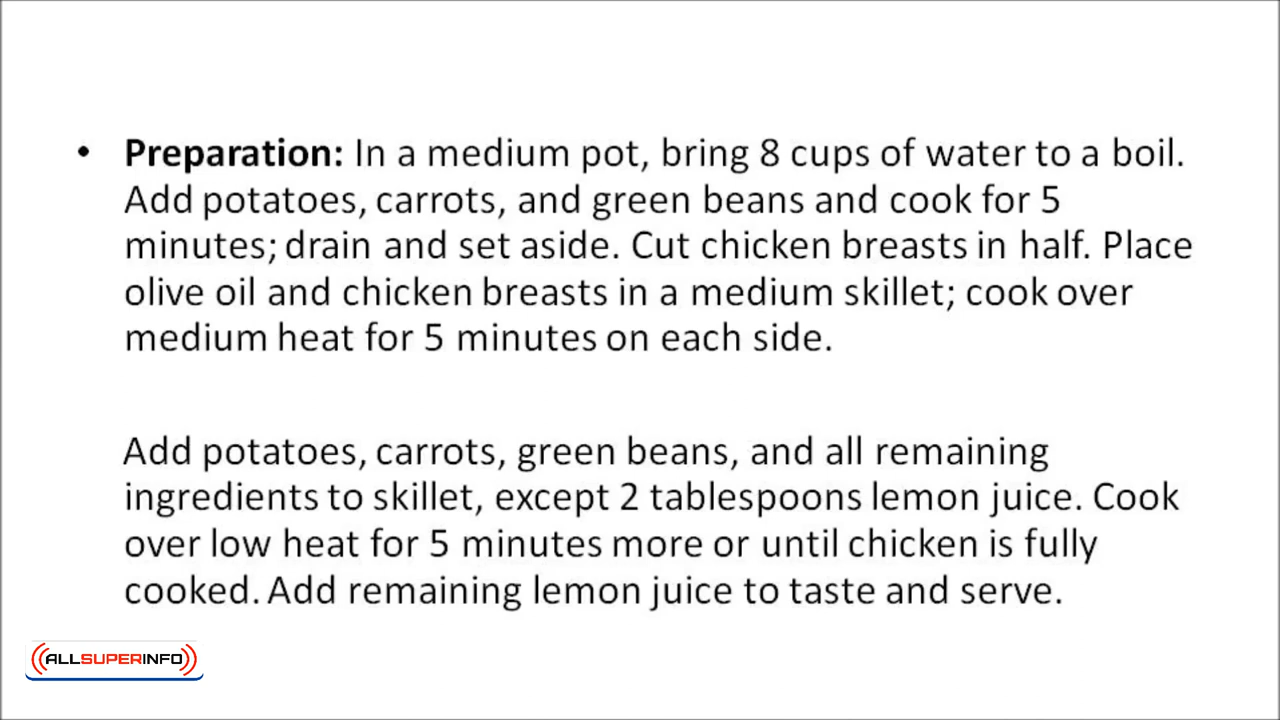 • Preparation: In a medium pot, bring 8 cups of water to a boil.
Add potatoes, carrots, and green beans and cook for 5
minutes; drain and set aside. Cut chicken breasts in half. Place
olive oil and chicken breasts in a medium skillet; cook over
medium heat for 5 minutes on each side.
Add potatoes, carrots, green beans, and all remaining
ingredients to skillet, except 2 tablespoons lemon juice. Cook
over low heat for 5 minutes more or until chicken is fully
cooked. Add remaining lemon juice to taste and serve.
ALLSUPERINFO